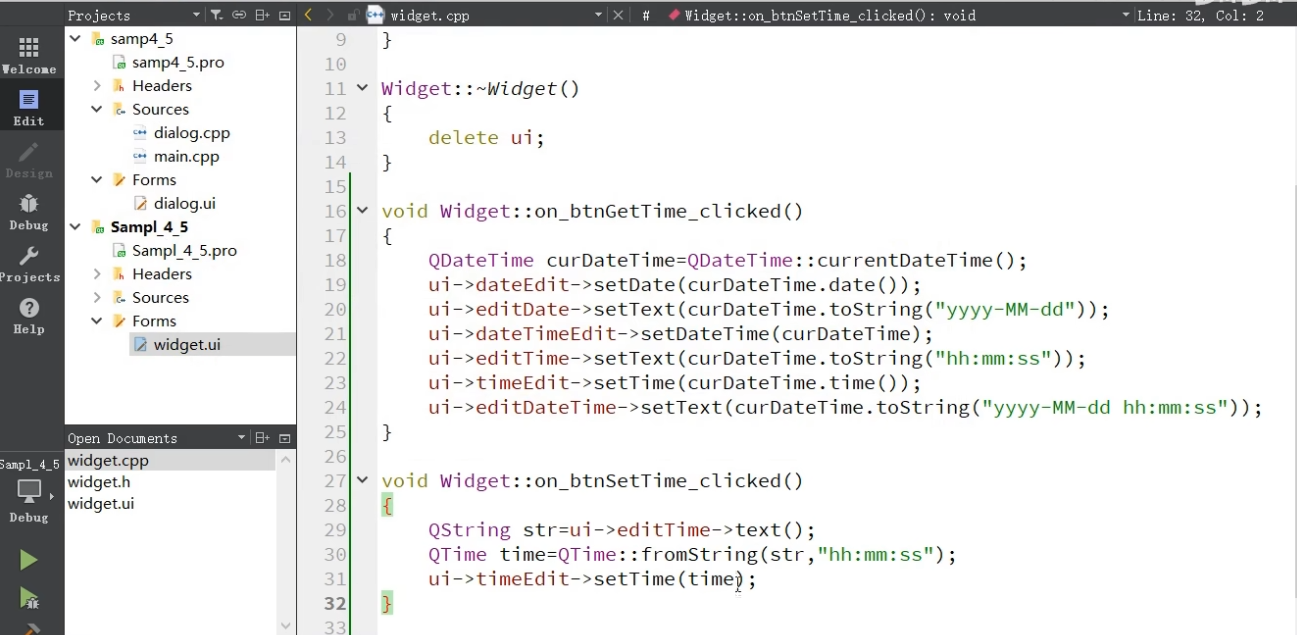 Projects
widget.cpp
#
Widget::on_btnSetTime_clicked(): void
Line: 32, Col: 2
Welcome
Edit
Design
Debug
Projects
Help
Sampl_4_5
Debug
samp4_5
samp4_5.pro
Headers
Sources
dialog.cpp
main.cpp
Forms
dialog.ui
Sampl_4_5
Sampl_4_5.pro
Headers
Sources
Forms
widget.ui
Open Documents
widget.cpp
widget.h
widget.ui
9 }
10
11 Widget::~Widget()
12 {
13 delete ui;
14 }
15
16 void Widget::on_btnGetTime_clicked()
17 {
18 QDateTime curDateTime=QDateTime::currentDateTime();
19 ui->dateEdit->setDate(curDateTime.date());
20 ui->editDate->setText(curDateTime.toString("yyyy-MM-dd"));
21 ui->dateTimeEdit->setDateTime(curDateTime);
22 ui->editTime->setText(curDateTime.toString("hh:mm:ss"));
23 ui->timeEdit->setTime(curDateTime.time());
24 ui->editDateTime->setText(curDateTime.toString("yyyy-MM-dd hh:mm:ss"));
25 }
26
27 void Widget::on_btnSetTime_clicked()
28 {
29 QString str=ui->editTime->text();
30 QTime time=QTime::fromString(str,"hh:mm:ss");
31 ui->timeEdit->setTime(time);
32 }
33